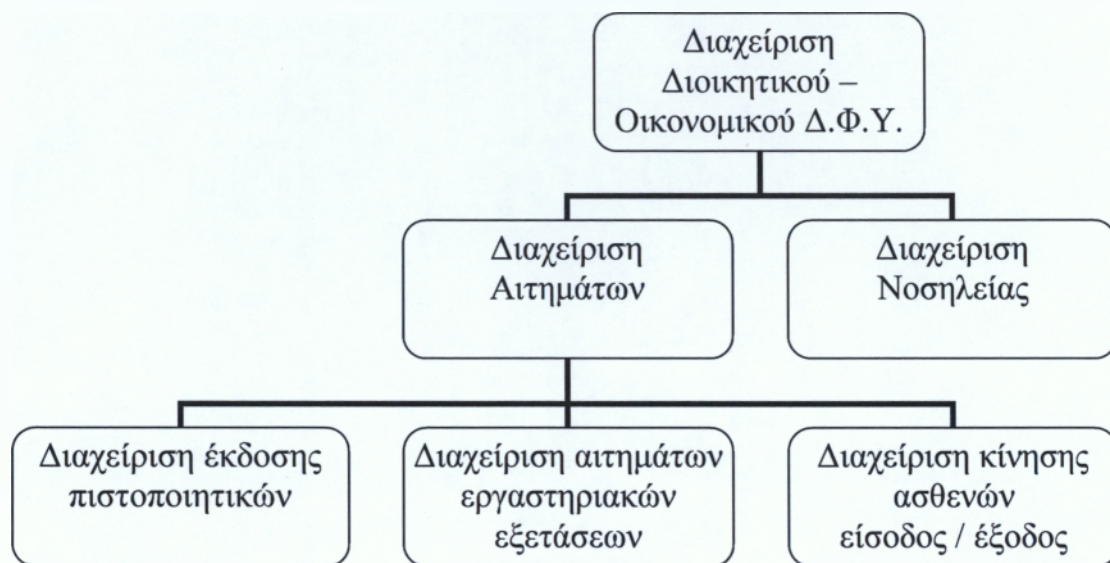 Διαχείριση
Διοικητικού –
Οικονομικού Δ.Φ.Υ.
Διαχείριση
Αιτημάτων
Διαχείριση
Νοσηλείας
Διαχείριση έκδοσης
πιστοποιητικών
Διαχείριση αιτημάτων
εργαστηριακών
εξετάσεων
Διαχείριση κίνησης
ασθενών
είσοδος / έξοδος